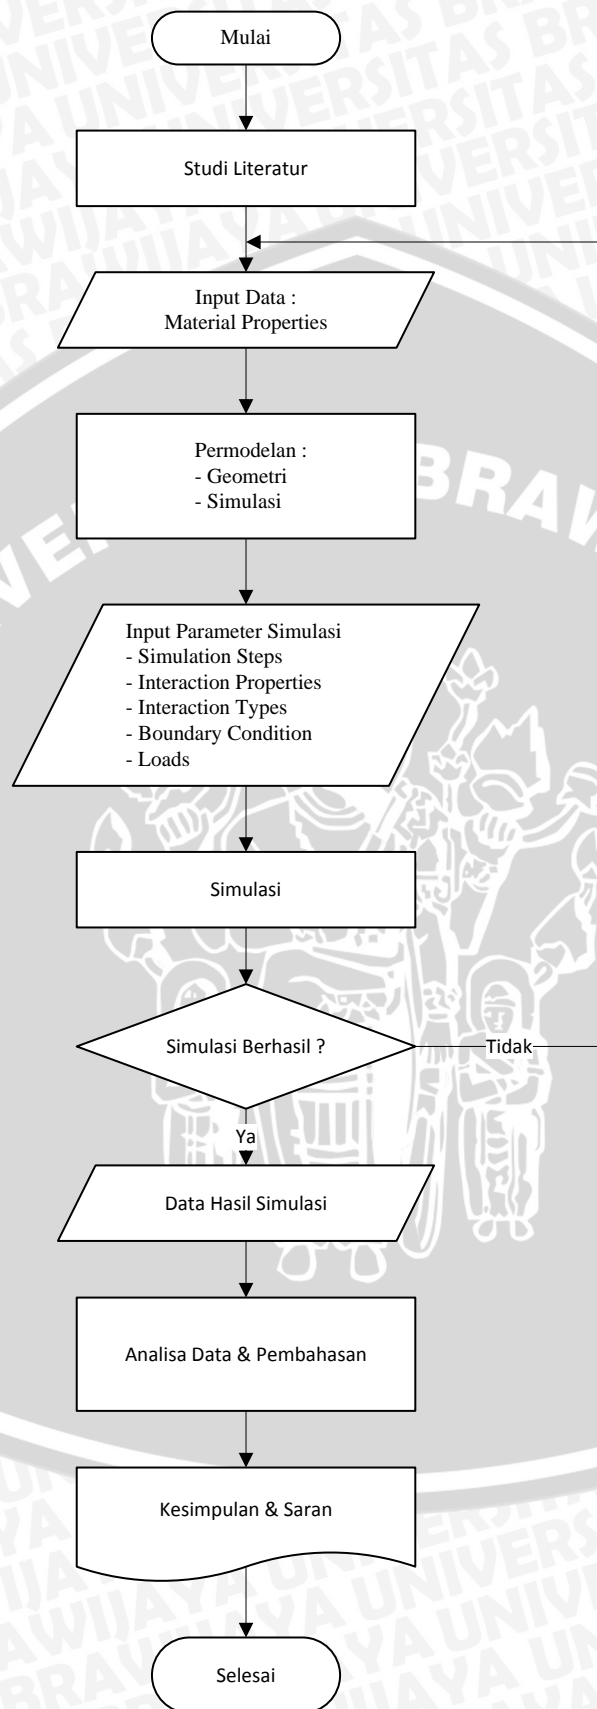 Mulai
Studi Literatur
Input Data :
Material Properties
Permodelan :
- Geometri
- Simulasi
Input Parameter Simulasi
- Simulation Steps
- Interaction Properties
- Interaction Types
- Boundary Condition
- Loads
Simulasi
Simulasi Berhasil ?
Tidak
Ya
Data Hasil Simulasi
Analisa Data & Pembahasan
Kesimpulan & Saran
Selesai